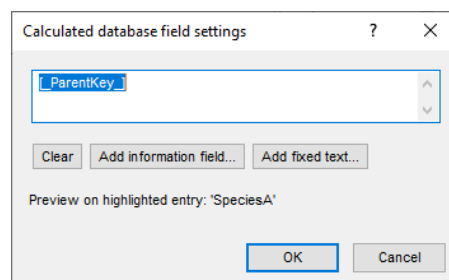 Calculated database field settings ? ×
[_ParentKey_]
Clear Add information field... Add fixed text...
Preview on highlighted entry: 'SpeciesA'
OK Cancel